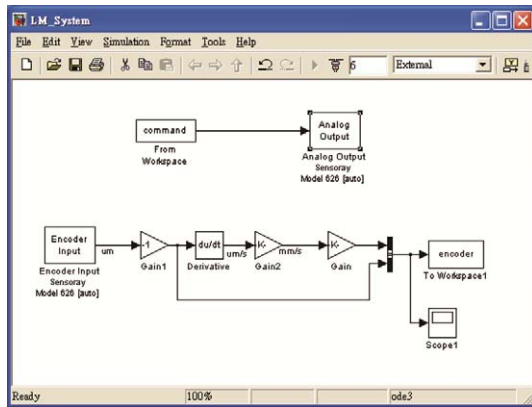 LM_System
File Edit View Simulation Format Tools Help
6 External
command
From
Workspace
Analog
Output
Analog Output
Sensoray
Model 626 [auto]
Encoder
Input
um
Encoder Input
Sensoray
Model 626 [auto]
-1
Gain1
du/dt
um/s
Derivative
K-
mm/s
Gain2
K-
Gain
encoder
To Workspace1
Scope1
Ready 100% ode3